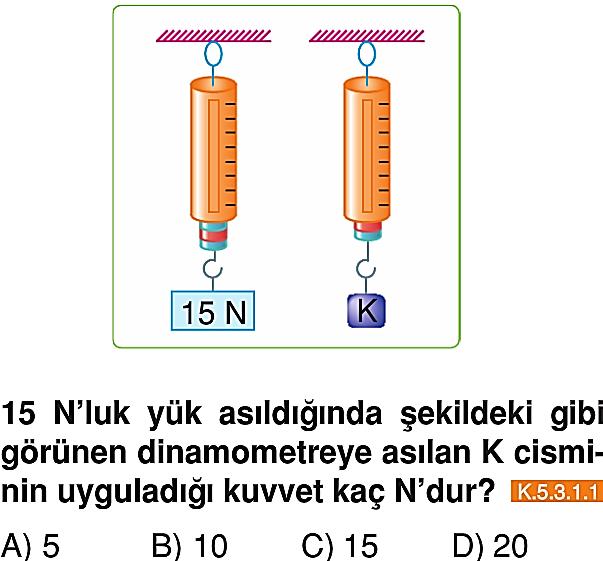 15 N
K
15 N’luk yük asıldığında şekildeki gibi
görünen dinamometreye asılan K cismi-
nin uyguladığı kuvvet kaç N’dur? K.5.3.1.1
A) 5 B) 10 C) 15 D) 20